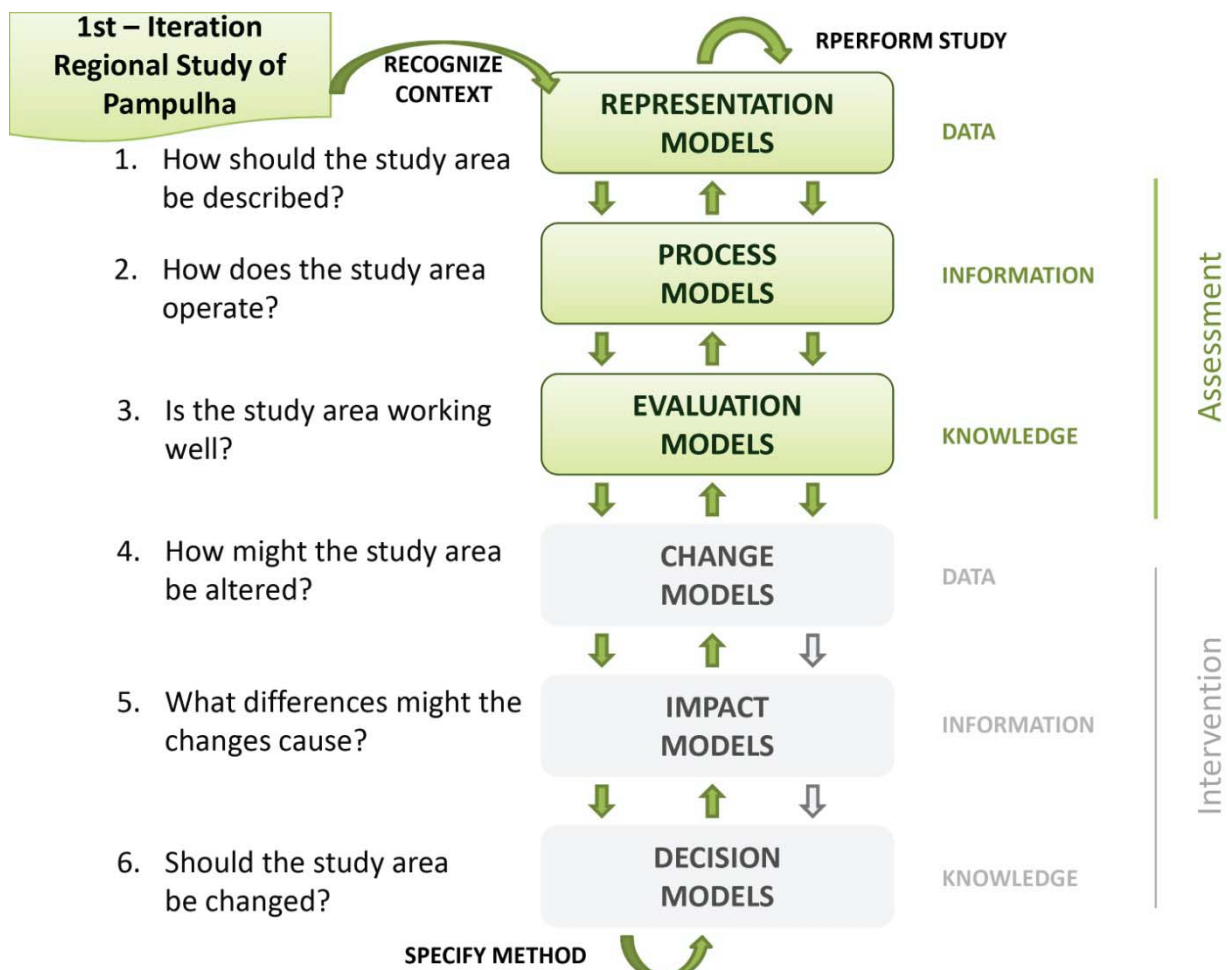 1st – Iteration
Regional Study of
Pampulha
RECOGNIZE
CONTEXT
RPERFORM STUDY
REPRESENTATION
MODELS
DATA
1. How should the study area
be described?
PROCESS
MODELS
INFORMATION
2. How does the study area
operate?
Assessment
EVALUATION
MODELS
KNOWLEDGE
3. Is the study area working
well?
4. How might the study area
be altered?
CHANGE
MODELS
DATA
5. What differences might the
changes cause?
IMPACT
MODELS
INFORMATION
Intervention
6. Should the study area
be changed?
DECISION
MODELS
KNOWLEDGE
SPECIFY METHOD